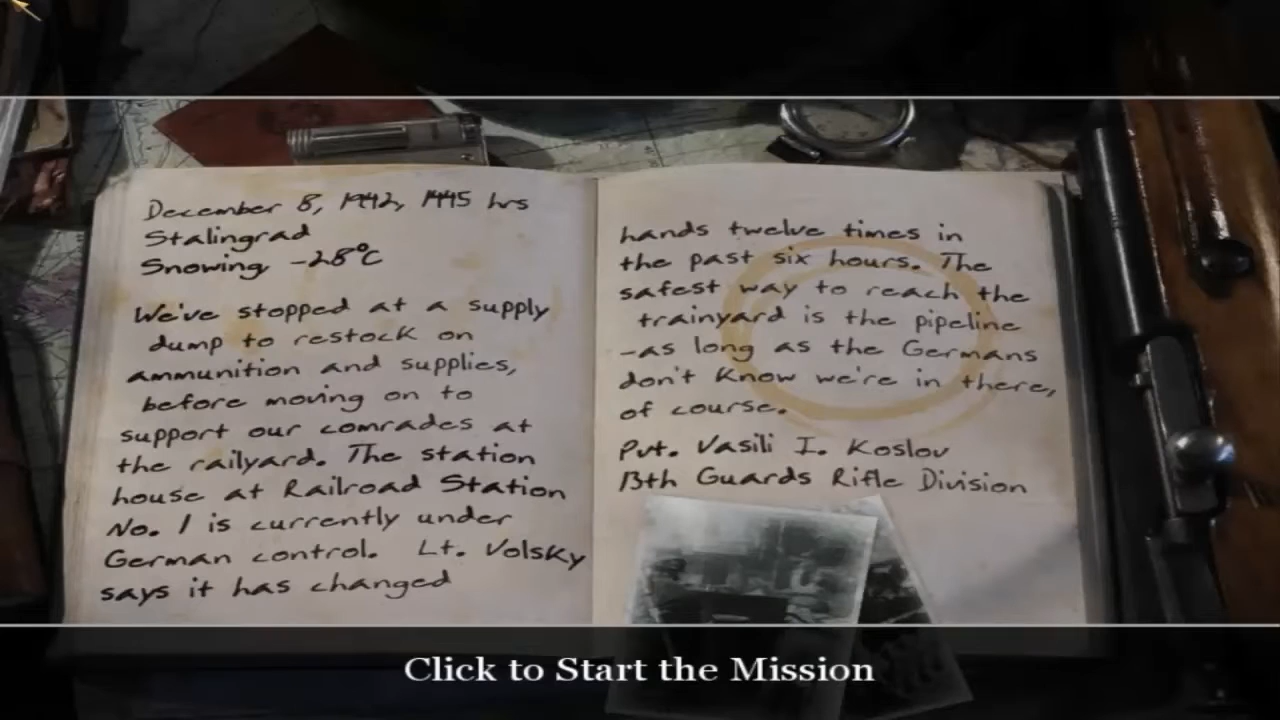 December 8, 1942, 1445 hrs
Stalingrad
Snowing -28°C
We've stopped at a supply
dump to restock on
ammunition and supplies,
before moving on to
support our comrades at
the railyard. The station
house at Railroad Station
No. 1 is currently under
German control. Lt. Volsky
says it has changed
hands twelve times in
the past six hours. The
safest way to reach the
trainyard is the pipeline
-as long as the Germans
don't know we're in there,
of course.
Pvt. Vasili I. Koslov
13th Guards Rifle Division
Click to Start the Mission